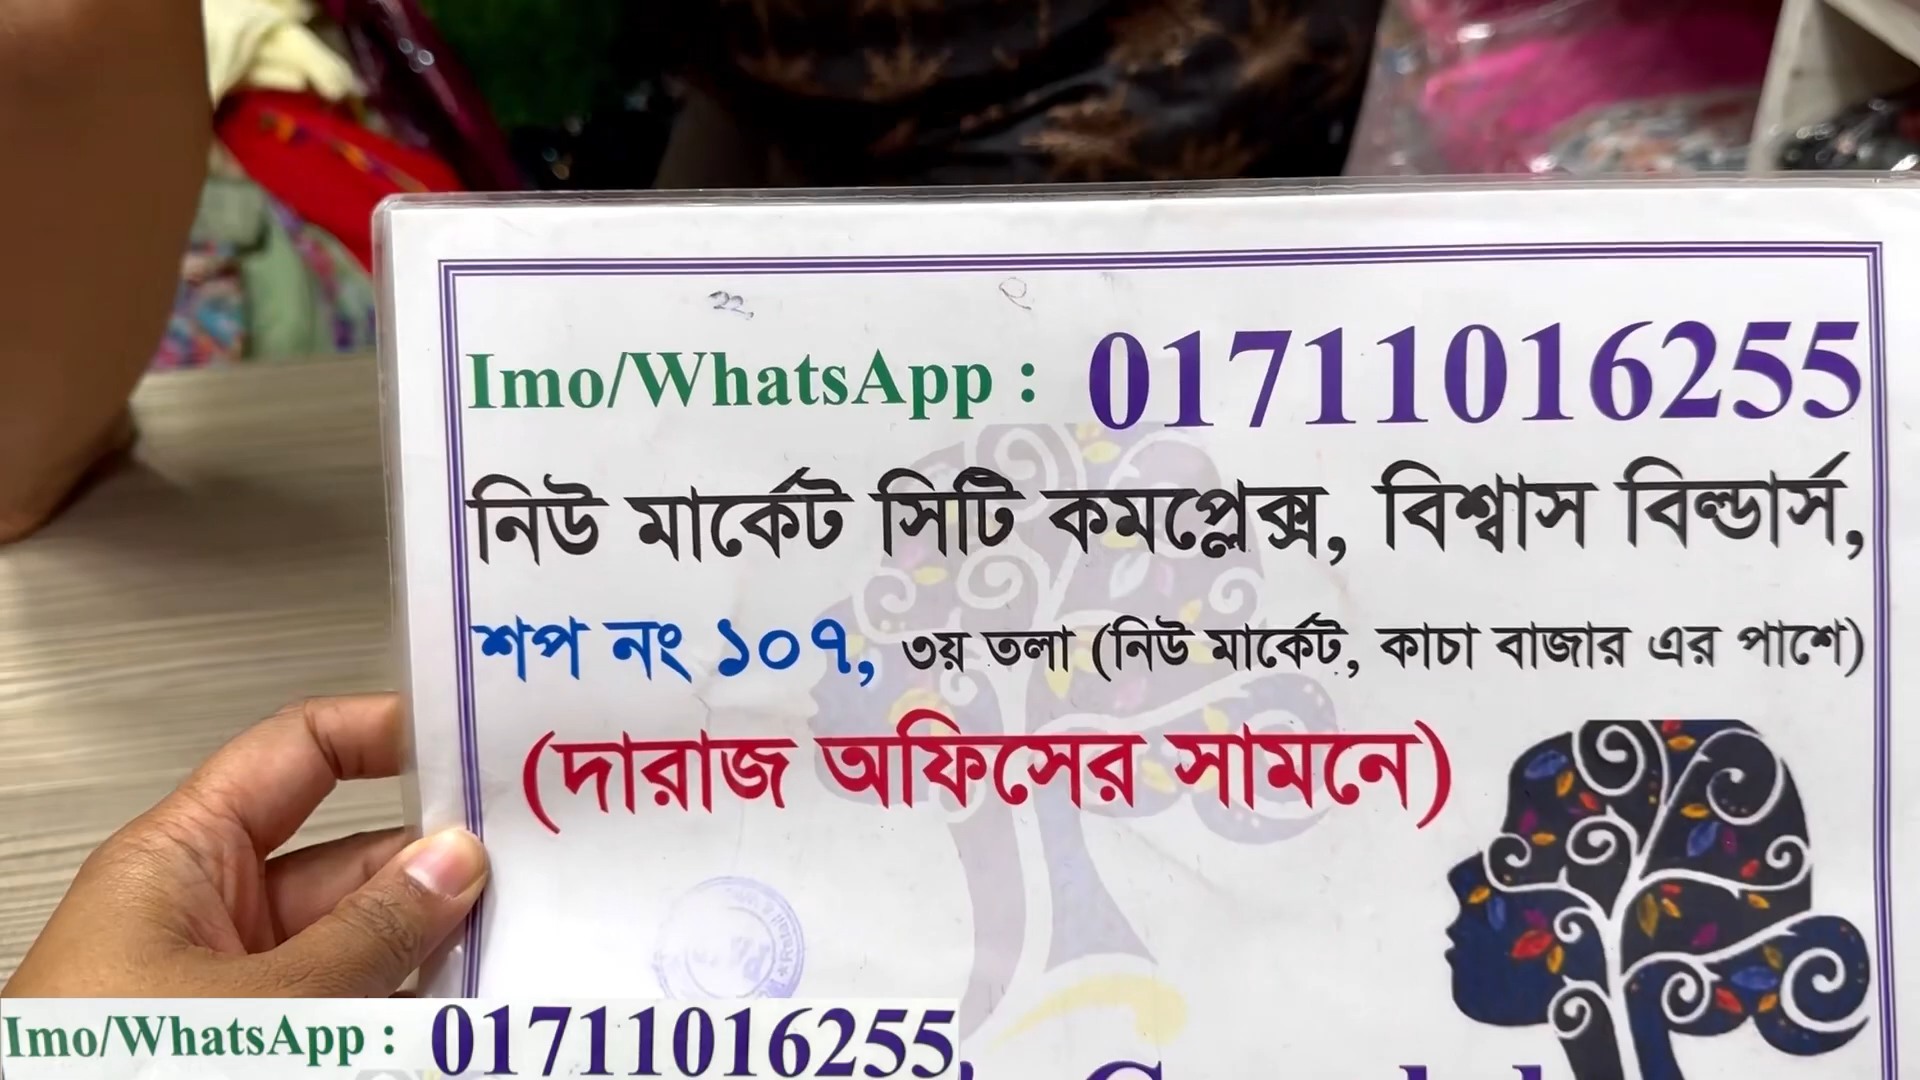 Imo/WhatsApp : 01711016255
নিউ মার্কেট সিটি কমপ্লেক্স, বিশ্বাস বিল্ডার্স,
শপ নং ১০৭, ৩য় তলা (নিউ মার্কেট, কাচা বাজার এর পাশে)
(দারাজ অফিসের সামনে)
Imo/WhatsApp : 01711016255